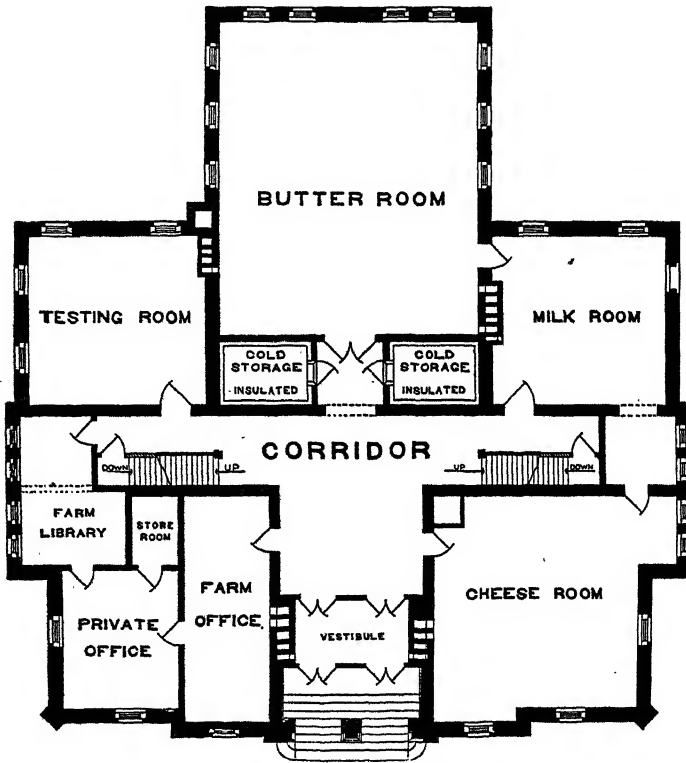 BUTTER ROOM
TESTING ROOM
MILK ROOM
COLD
STORAGE
INSULATED
COLD
STORAGE
INSULATED
CORRIDOR
DOWN
UP
UP
DOWN
FARM
LIBRARY
STORE
ROOM
FARM
OFFICE
CHEESE ROOM
PRIVATE
OFFICE
VESTIBULE